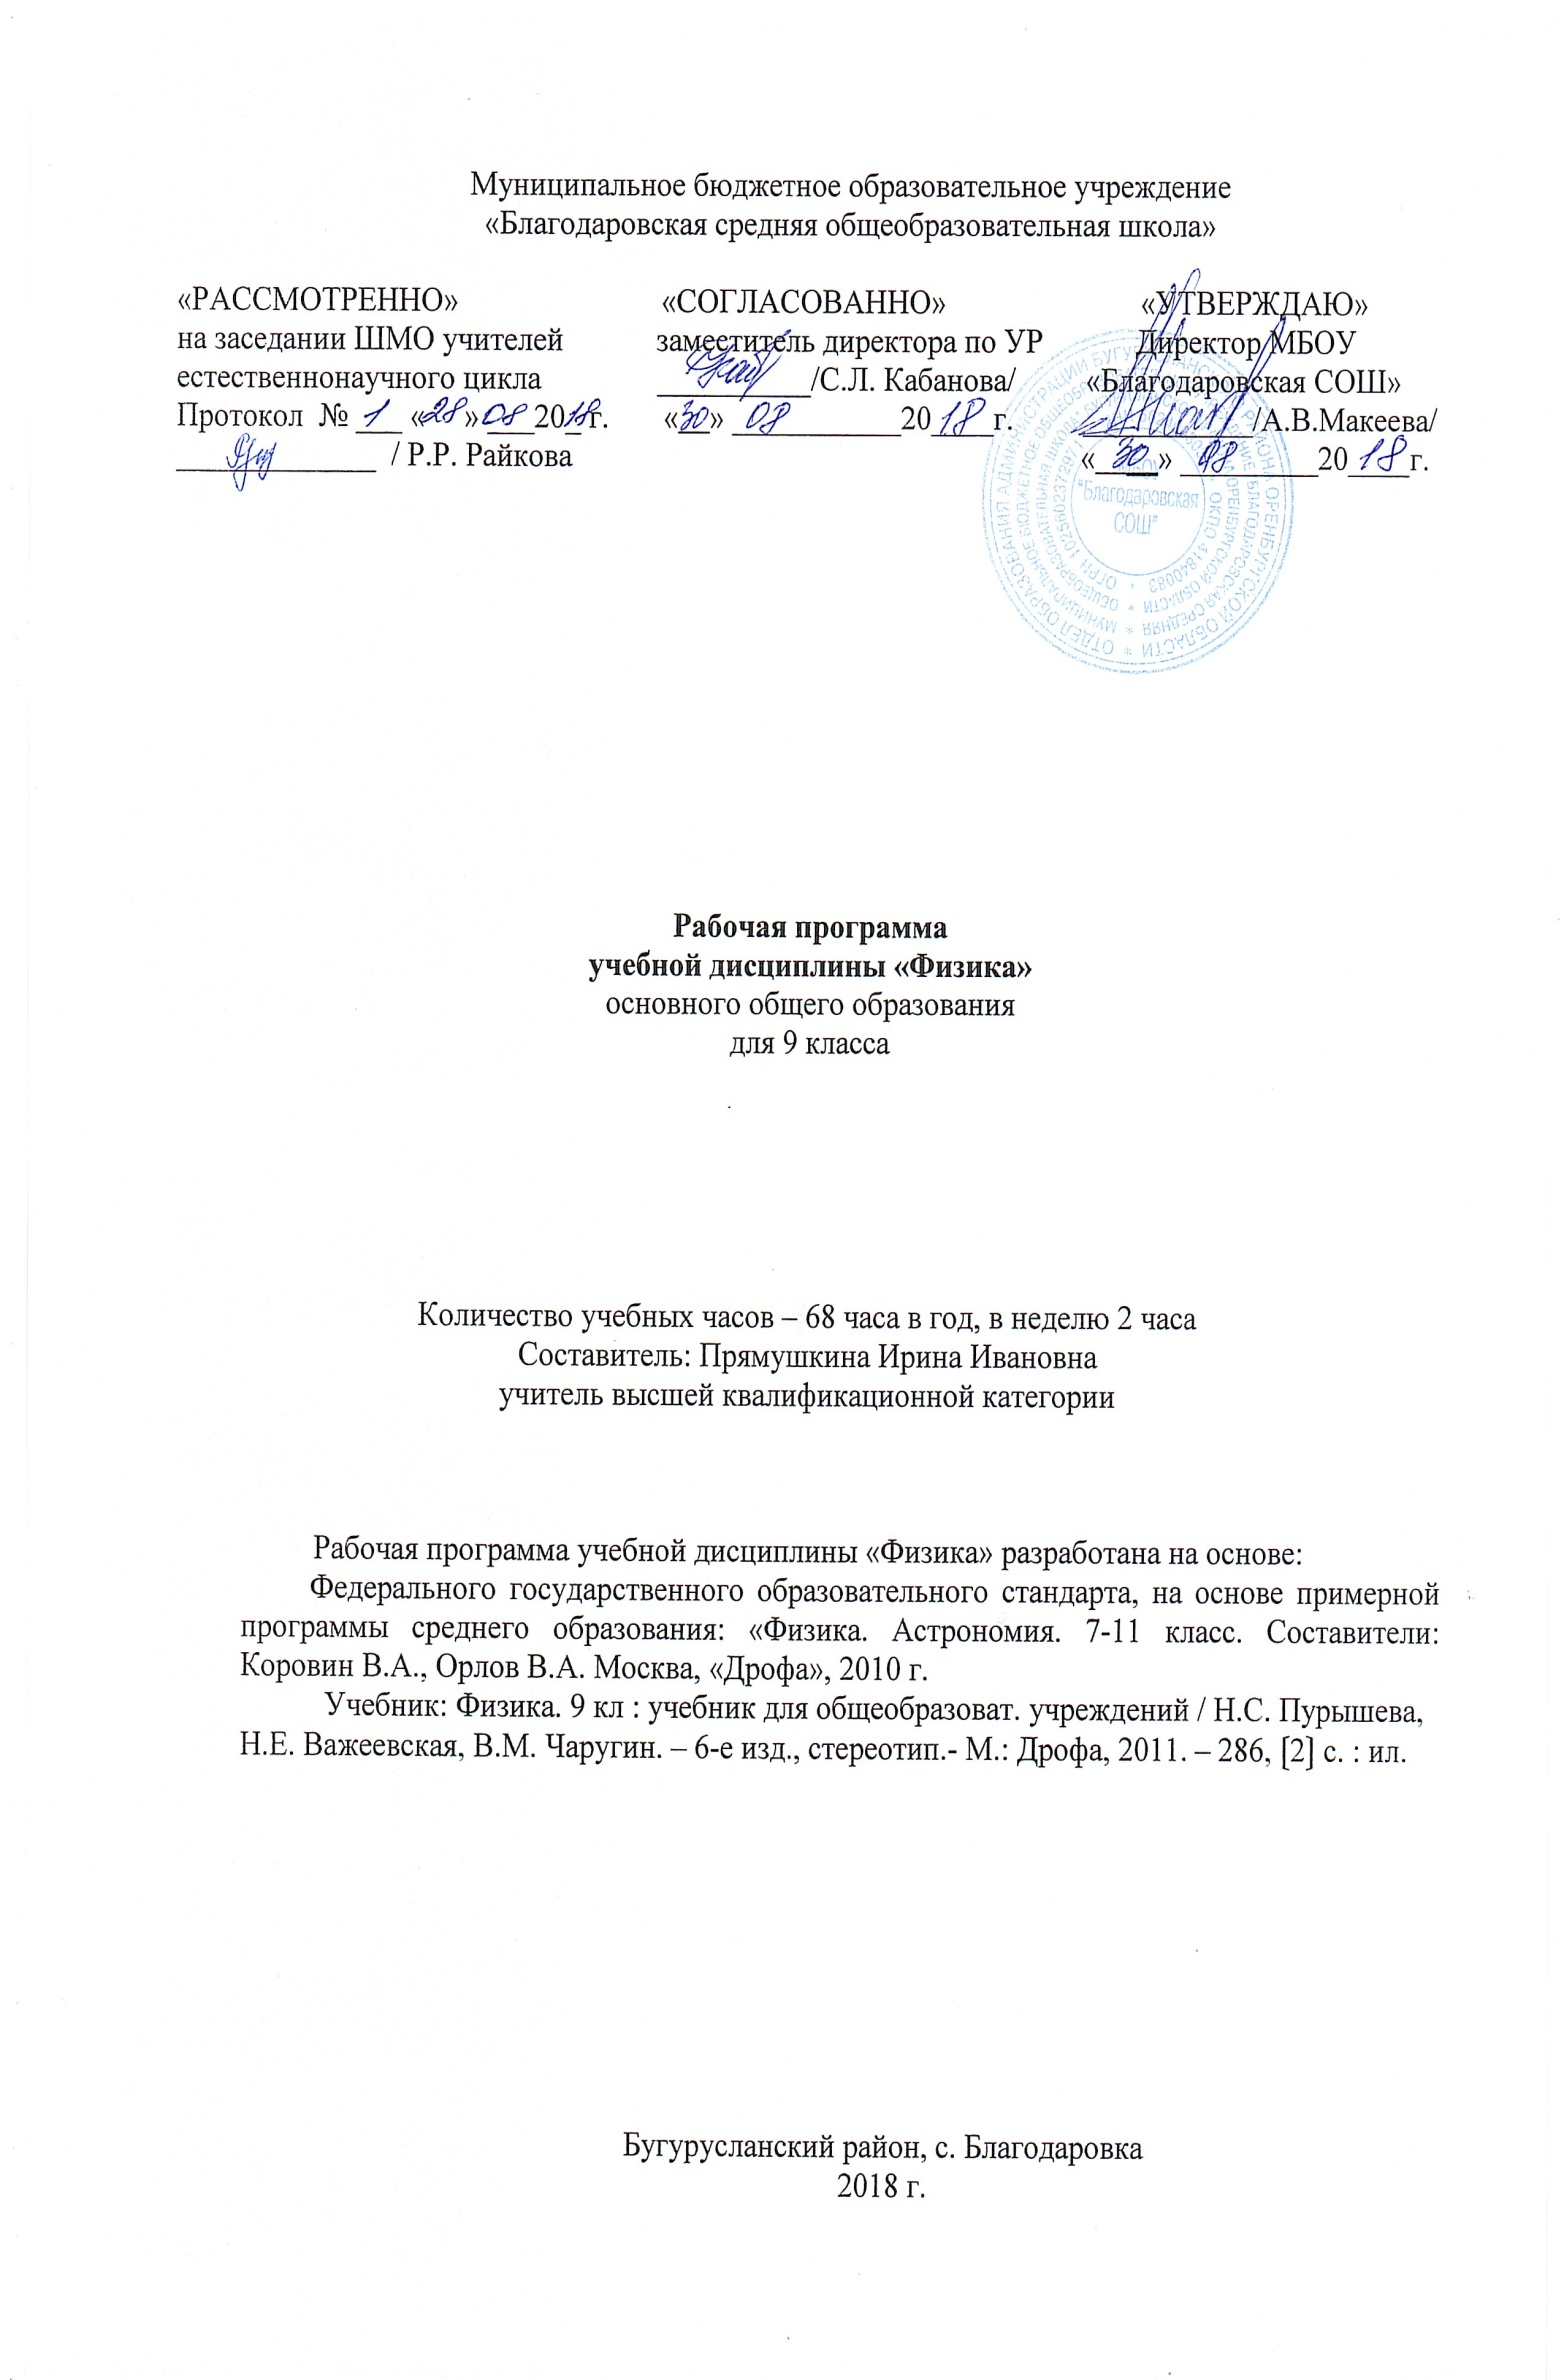 Муниципальное бюджетное образовательное учреждение
«Благодаровская средняя общеобразовательная школа»
«РАССМОТРЕННО»
на заседании ШМО учителей
естественнонаучного цикла
Протокол № 1 «28» 08 2018г.
/ Р.Р. Райкова
«СОГЛАСОВАННО»
заместитель директора по УР
/С.Л. Кабанова/
«30» 08 2018 г.
«УТВЕРЖДАЮ»
Директор МБОУ
«Благодаровская СОШ»
/А.В.Макеева/
«30» 08 2018 г.
"Благодаровская
СОШ"
Рабочая программа
учебной дисциплины «Физика»
основного общего образования
для 9 класса
Количество учебных часов – 68 часа в год, в неделю 2 часа
Составитель: Прямушкина Ирина Ивановна
учитель высшей квалификационной категории
Рабочая программа учебной дисциплины «Физика» разработана на основе:
Федерального государственного образовательного стандарта, на основе примерной
программы среднего образования: «Физика. Астрономия. 7-11 класс. Составители:
Коровин В.А., Орлов В.А. Москва, «Дрофа», 2010 г.
Учебник: Физика. 9 кл : учебник для общеобразоват. учреждений / Н.С. Пурышева,
Н.Е. Важеевская, В.М. Чаругин. – 6-е изд., стереотип.- М.: Дрофа, 2011. – 286, [2] с. : ил.
Бугурусланский район, с. Благодаровка
2018 г.